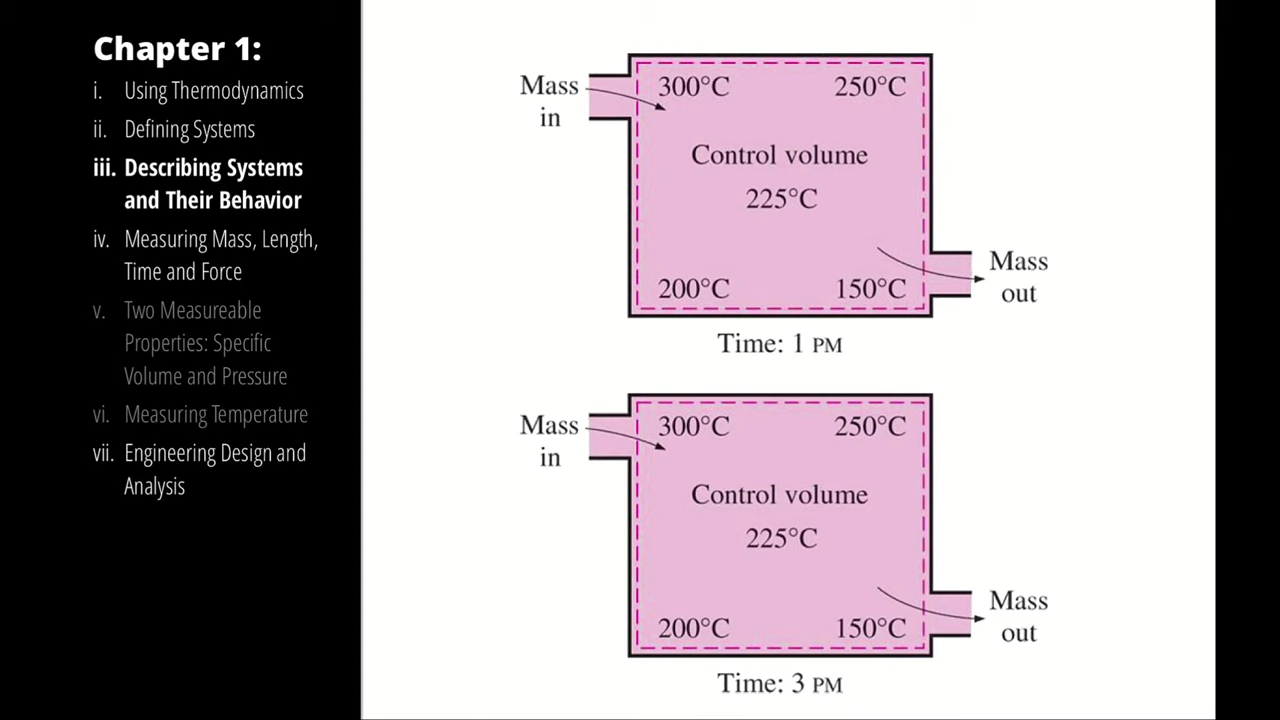 Chapter 1:
i. Using Thermodynamics
ii. Defining Systems
iii. Describing Systems
and Their Behavior
iv. Measuring Mass, Length,
Time and Force
v. Two Measureable
Properties: Specific
Volume and Pressure
vi. Measuring Temperature
vii. Engineering Design and
Analysis
Mass
in
300°C 250°C
Control volume
225°C
200°C 150°C
Mass
out
Time: 1 PM
Mass
in
300°C 250°C
Control volume
225°C
200°C 150°C
Mass
out
Time: 3 PM